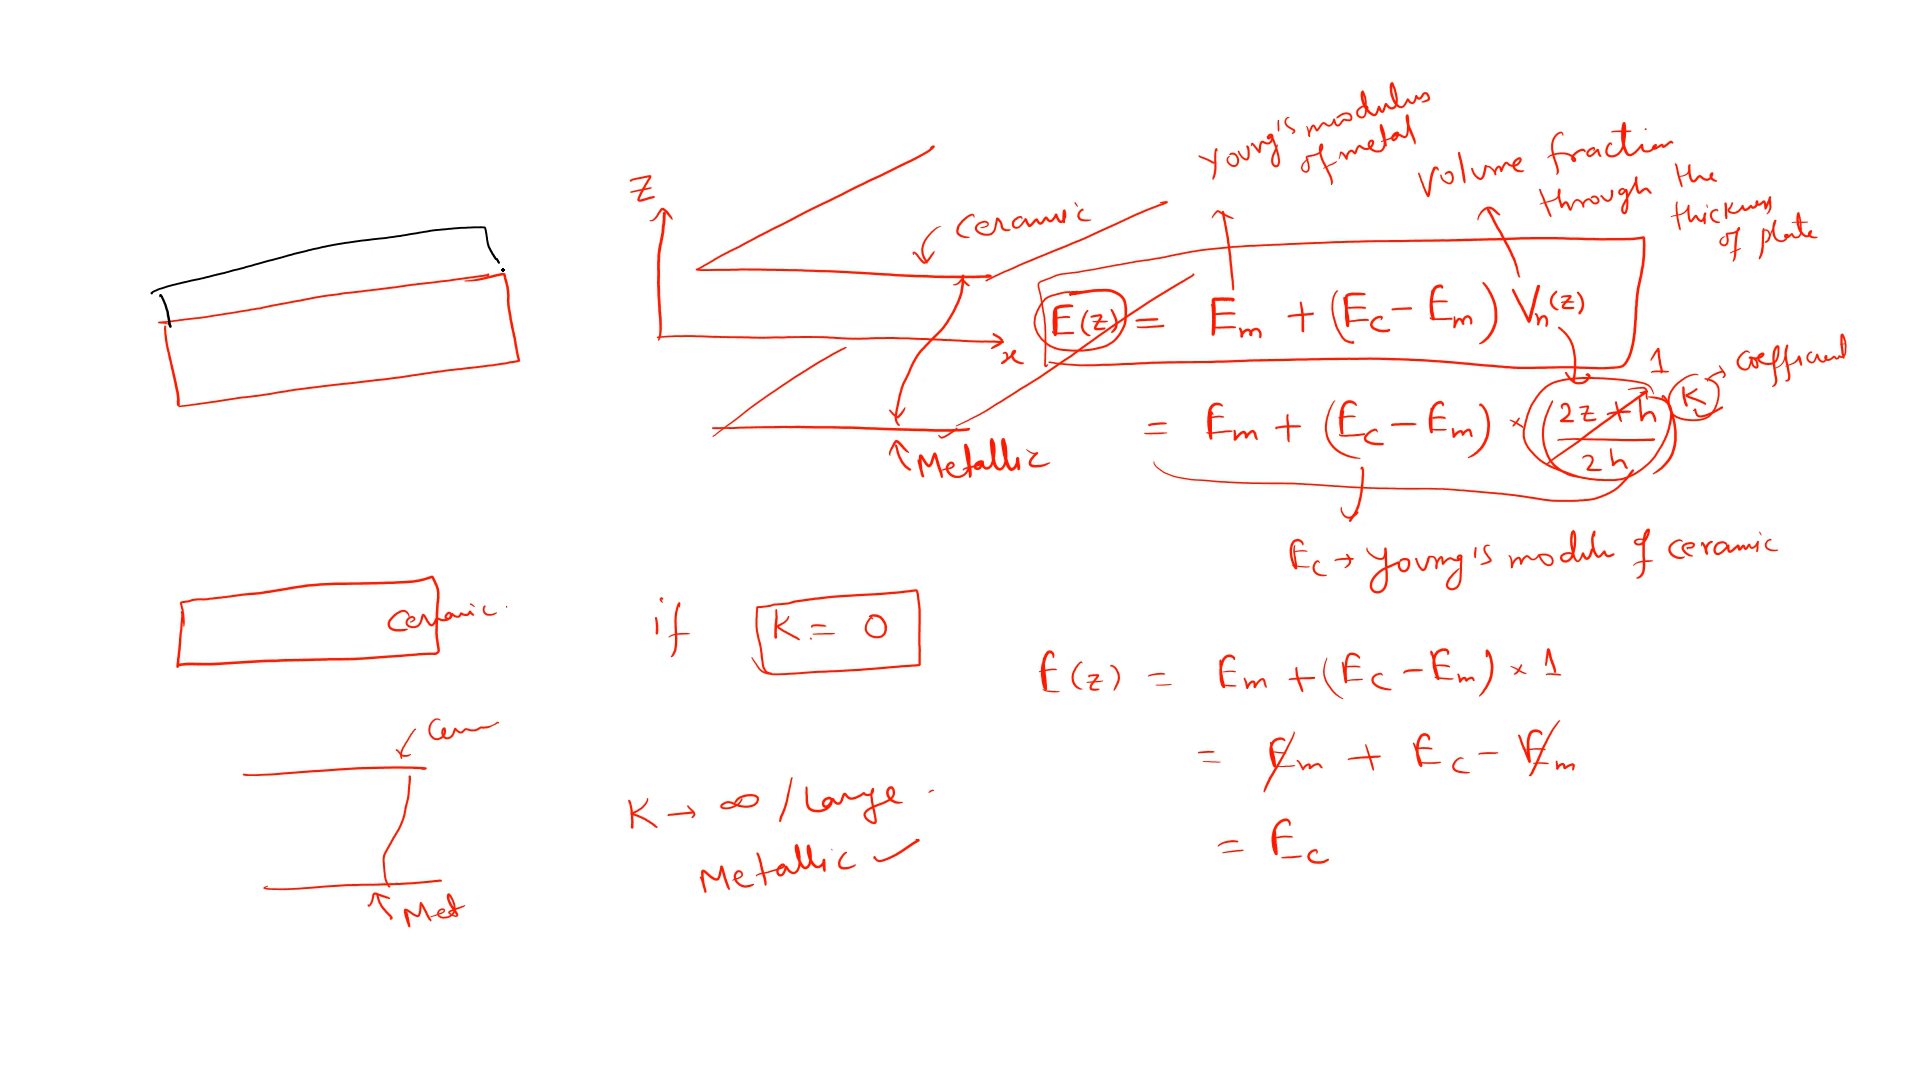 Young's modulus
of metal
Volume fraction
through the
thickness
of plate
Z
Ceramic
x
Metallic
E(z) = Em + (Ec - Em) Vn(z)
= Em + (Ec - Em) × (2z + h / 2h)^K → coefficient
1
Ec → Young's modulu of ceramic
Ceramic.
if K = 0
E(z) = Em + (Ec - Em) × 1
= Em + Ec - Em
= Ec
K → ∞ / Large
Metallic ✓
Met